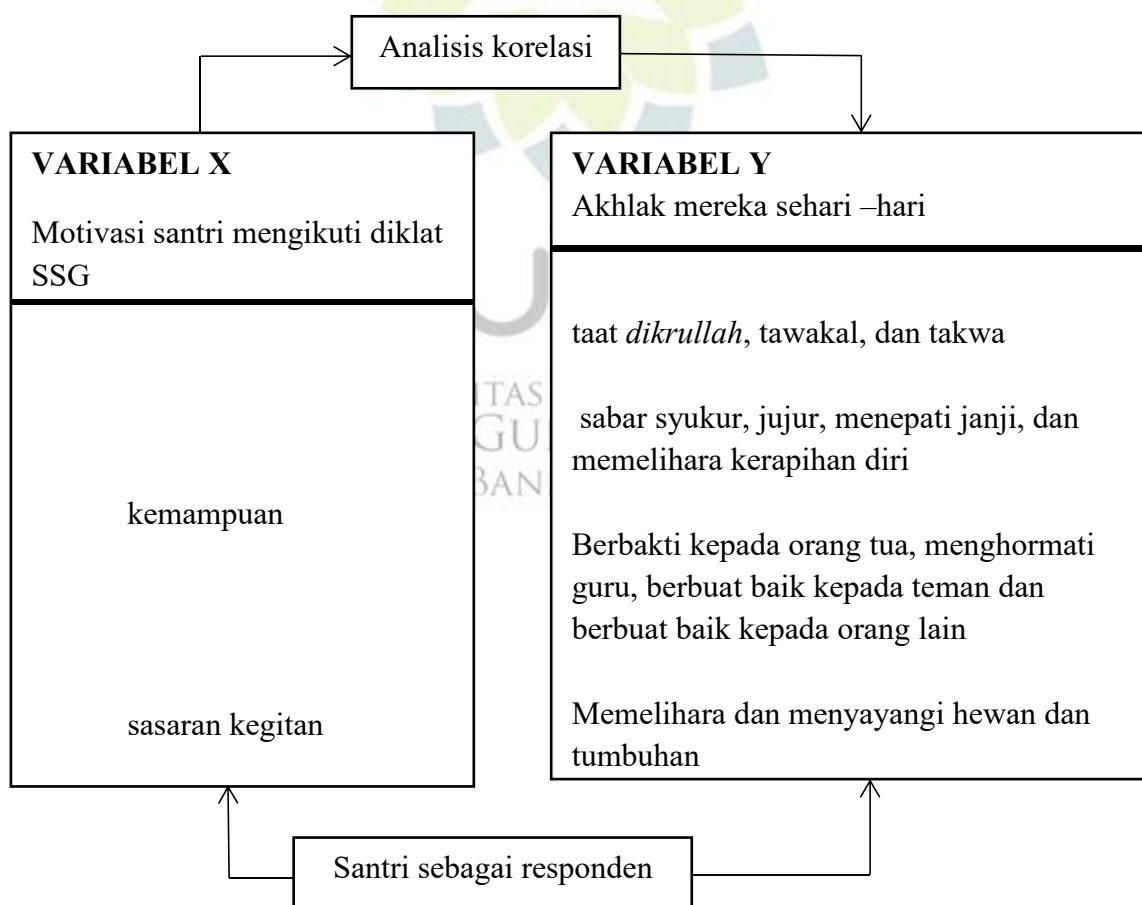 Analisis korelasi
VARIABEL X
Motivasi santri mengikuti diklat
SSG
kemampuan
sasaran kegitan
VARIABEL Y
Akhlak mereka sehari –hari
taat dikrullah, tawakal, dan takwa
sabar syukur, jujur, menepati janji, dan
memelihara kerapihan diri
Berbakti kepada orang tua, menghormati
guru, berbuat baik kepada teman dan
berbuat baik kepada orang lain
Memelihara dan menyayangi hewan dan
tumbuhan
Santri sebagai responden